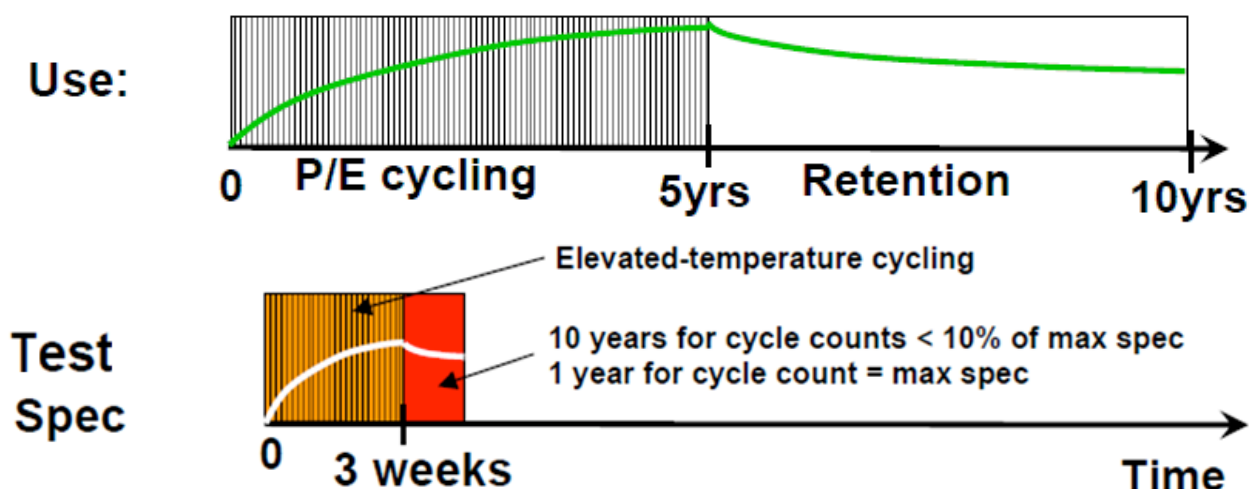 Use:
0
P/E cycling
5yrs
Retention
10yrs
Elevated-temperature cycling
Test
Spec
10 years for cycle counts < 10% of max spec
1 year for cycle count = max spec
0
3 weeks
Time